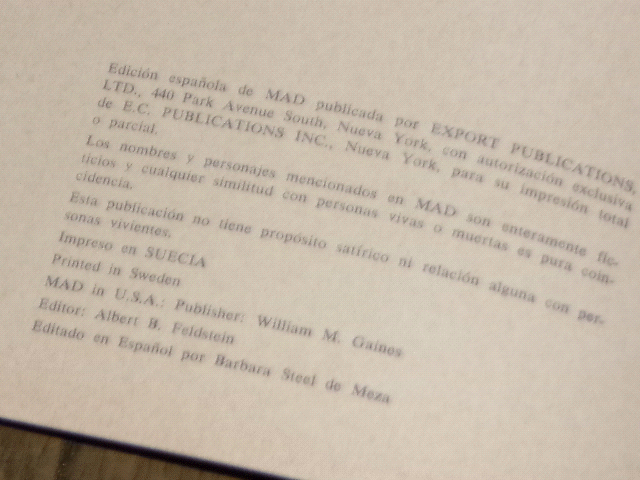 Edición española de MAD publicada por EXPORT PUBLICATIONS,
LTD., 440 Park Avenue South, Nueva York, con autorización exclusiva
de E.C. PUBLICATIONS INC., Nueva York, para su impresión total
o parcial.
Los nombres y personajes mencionados en MAD son enteramente fic-
ticios y cualquier similitud con personas vivas o muertas es pura coin-
cidencia.
Esta publicación no tiene propósito satírico ni relación alguna con per-
sonas vivientes.
Impreso en SUECIA
Printed in Sweden
MAD in U.S.A.: Publisher: William M. Gaines
Editor: Albert B. Feldstein
Editado en Español por Barbara Steel de Meza